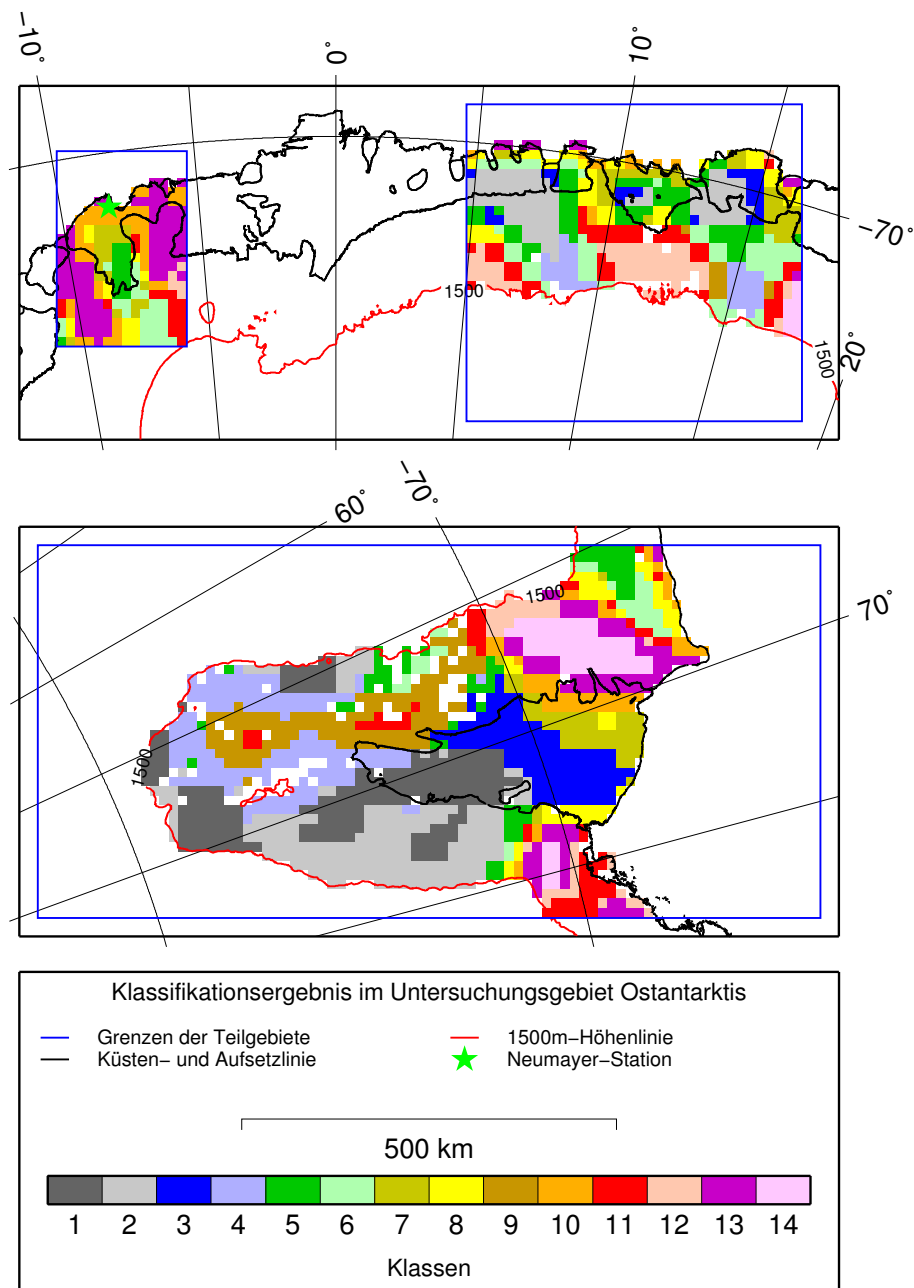 −10°
0°
10°
−70°
1500
1500
20°
60°
−70°
1500
70°
1500
Klassifikationsergebnis im Untersuchungsgebiet Ostantarktis
Grenzen der Teilgebiete
1500m−Höhenlinie
Küsten− und Aufsetzlinie
Neumayer−Station
500 km
1 2 3 4 5 6 7 8 9 10 11 12 13 14
Klassen